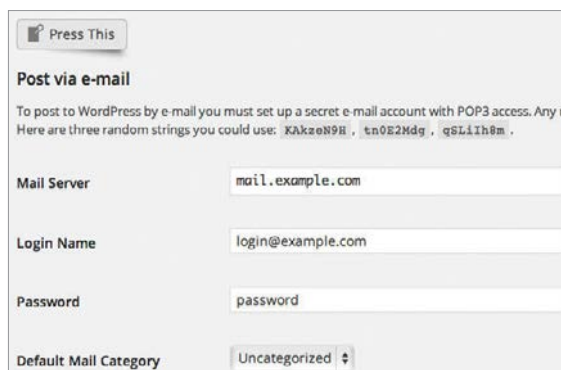 Press This
Post via e-mail
To post to WordPress by e-mail you must set up a secret e-mail account with POP3 access. Any
Here are three random strings you could use: KAkzeN9H , tn0E2Mdg , qSLiIh8m .
Mail Server mail.example.com
Login Name login@example.com
Password password
Default Mail Category Uncategorized